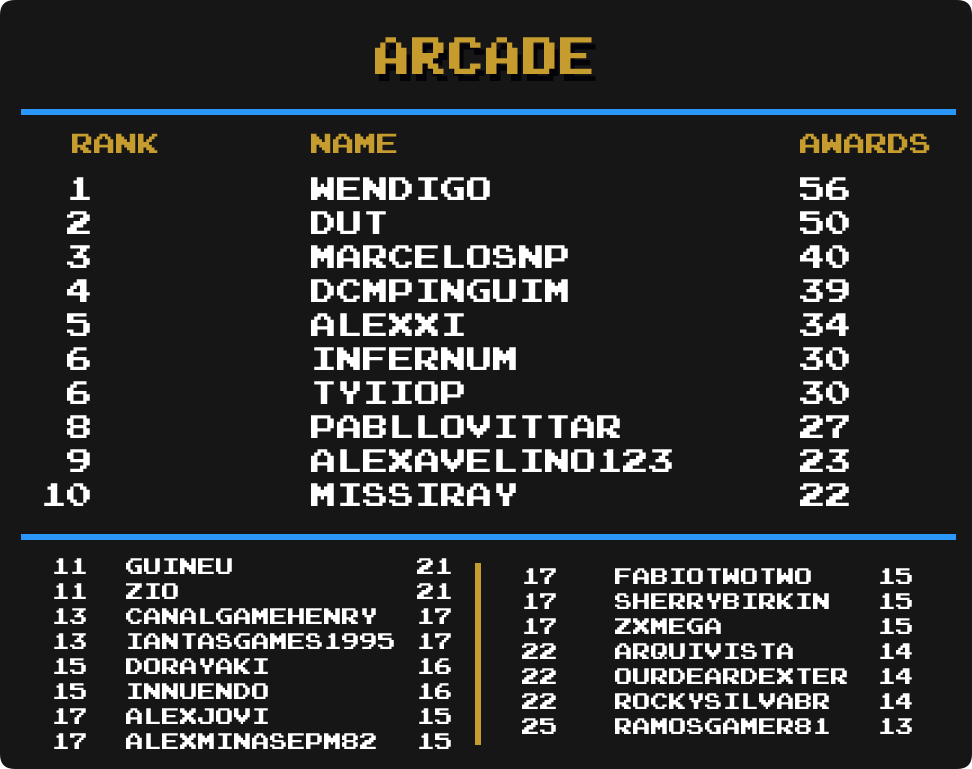 ARCADE
RANK NAME AWARDS
1 WENDIGO 56
2 DUT 50
3 MARCELOSNP 40
4 DCMPINGUIM 39
5 ALEXXI 34
6 INFERNUM 30
6 TYIIOP 30
8 PABLLOVITTAR 27
9 ALEXAVELINO123 23
10 MISSIRAY 22
11 GUINEU 21
11 ZIO 21
13 CANALGAMEHENRY 17
13 IANTASGAMES1995 17
15 DORAYAKI 16
15 INNUENDO 16
17 ALEXJOVI 15
17 ALEXMINASEPM82 15
17 FABIOTWOTWO 15
17 SHERRYBIRKIN 15
17 ZXMEGA 15
22 ARQUIVISTA 14
22 OURDEARDEXTER 14
22 ROCKYSILVABR 14
25 RAMOSGAMER81 13